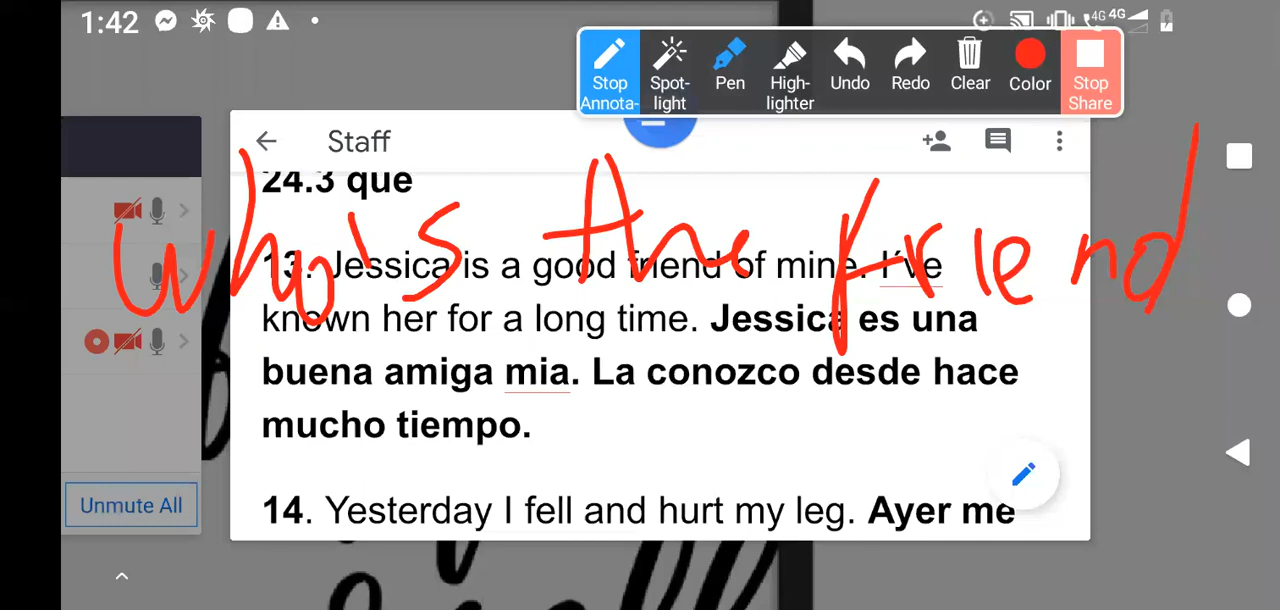 1:42
4G 4G
Stop Annota- Spot-light Pen High-lighter Undo Redo Clear Color Stop Share
Staff
24.3 que
who's the friend
13. Jessica is a good friend of mine. I´ve
known her for a long time. Jessica es una
buena amiga mia. La conozco desde hace
mucho tiempo.
Unmute All
14. Yesterday I fell and hurt my leg. Ayer me